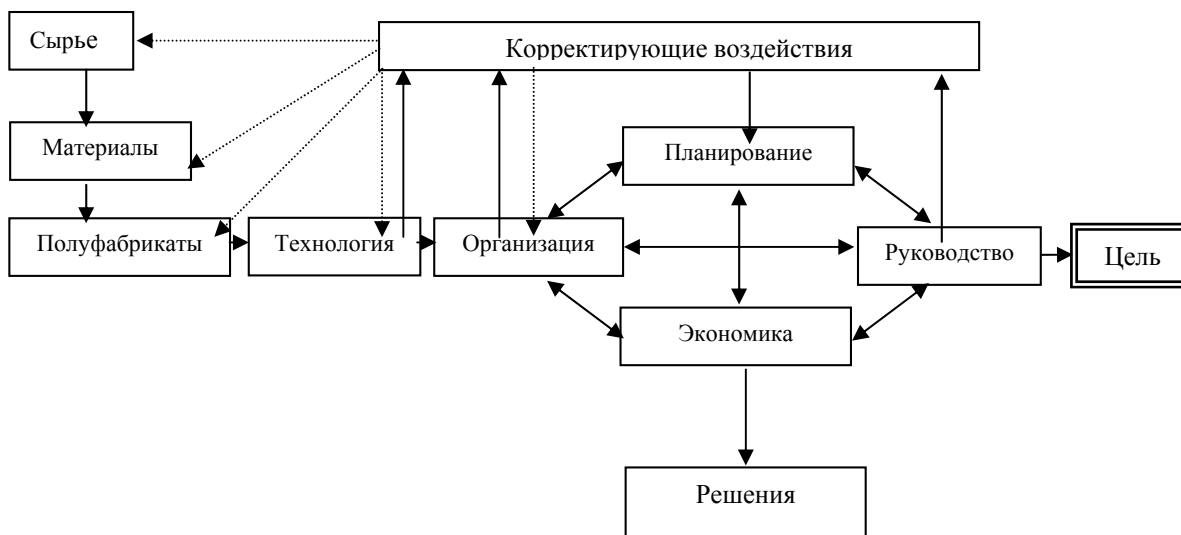 Сырье
Корректирующие воздействия
Материалы
Планирование
Полуфабрикаты
Технология
Организация
Руководство
Цель
Экономика
Решения